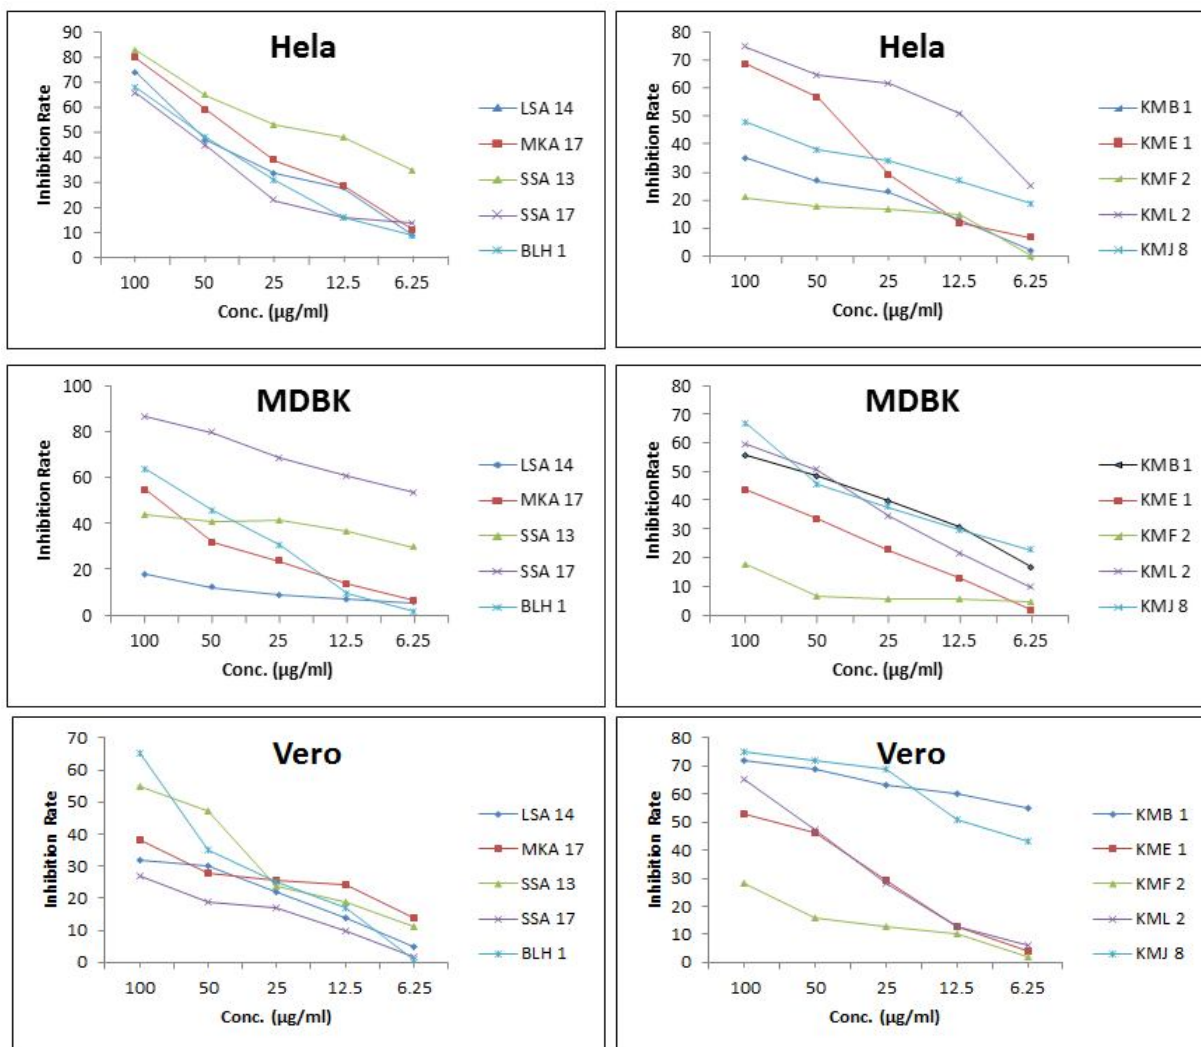 Hela
Inhibition Rate
90
80
70
60
50
40
30
20
10
0
100 50 25 12.5 6.25
Conc. (µg/ml)
LSA 14
MKA 17
SSA 13
SSA 17
BLH 1
Hela
Inhibition Rate
80
70
60
50
40
30
20
10
0
100 50 25 12.5 6.25
Conc. (µg/ml)
KMB 1
KME 1
KMF 2
KML 2
KMJ 8
MDBK
Inhibition Rate
100
80
60
40
20
0
100 50 25 12.5 6.25
Conc. (µg/ml)
LSA 14
MKA 17
SSA 13
SSA 17
BLH 1
MDBK
InhibitionRate
80
70
60
50
40
30
20
10
0
100 50 25 12.5 6.25
Conc. (µg/ml)
KMB 1
KME 1
KMF 2
KML 2
KMJ 8
Vero
Inhibition Rate
70
60
50
40
30
20
10
0
100 50 25 12.5 6.25
Conc. (µg/ml)
LSA 14
MKA 17
SSA 13
SSA 17
BLH 1
Vero
Inhibition Rate
80
70
60
50
40
30
20
10
0
100 50 25 12.5 6.25
Conc. (µg/ml)
KMB 1
KME 1
KMF 2
KML 2
KMJ 8